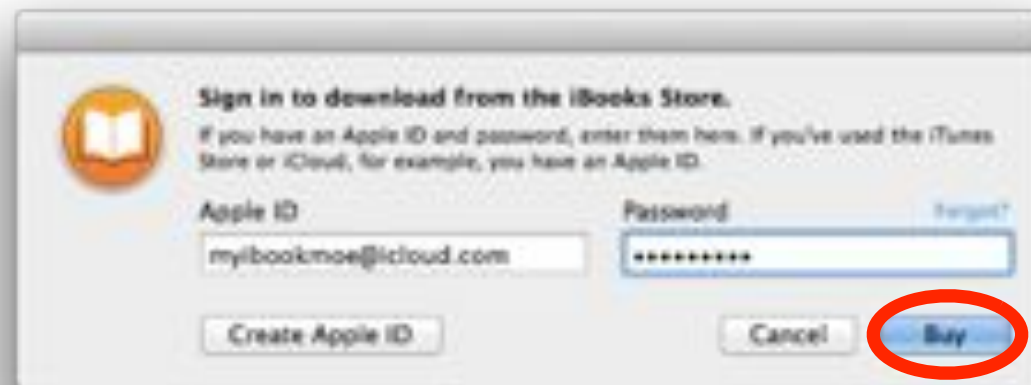 Sign in to download from the iBooks Store.
If you have an Apple ID and password, enter them here. If you've used the iTunes
Store or iCloud, for example, you have an Apple ID.
Apple ID
Password
Forgot?
myibookmoe@icloud.com
•••••••••
Create Apple ID
Cancel
Buy